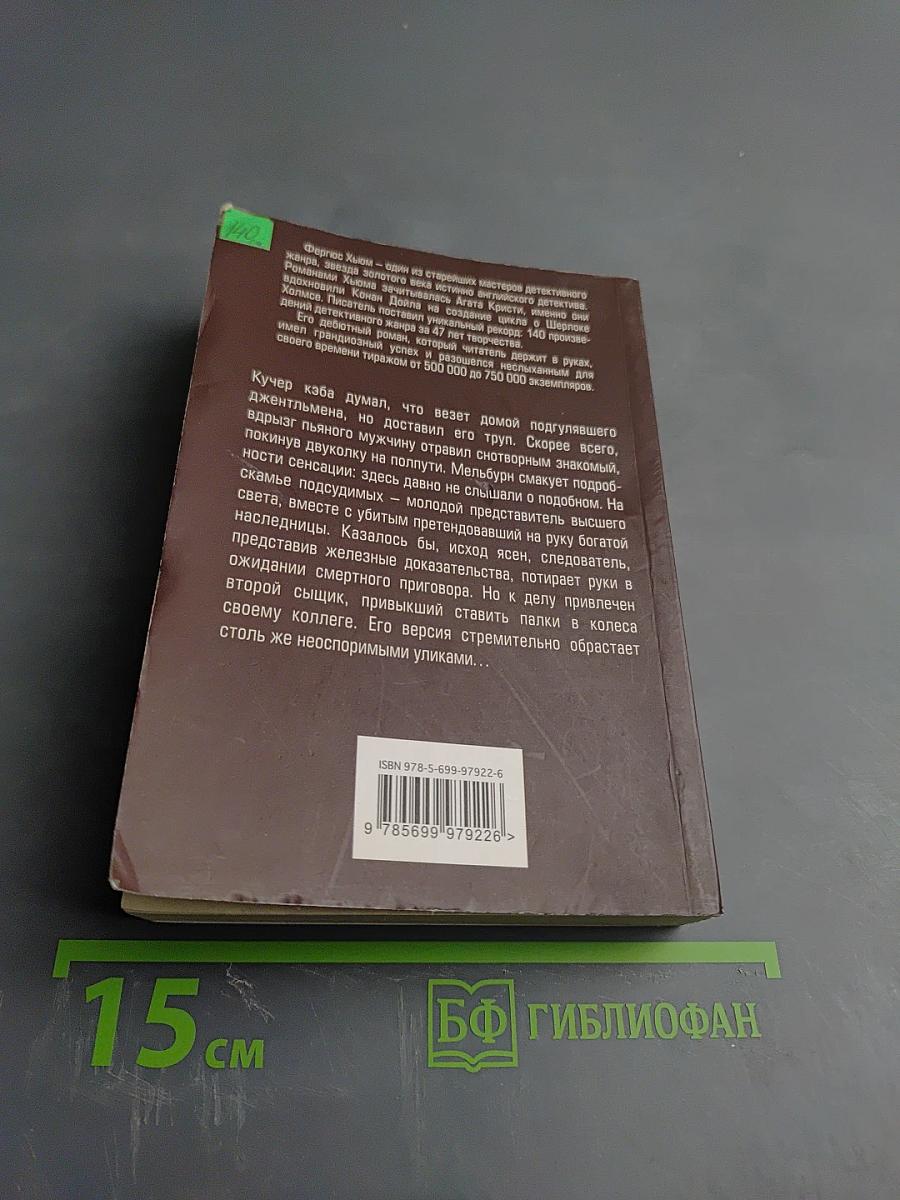 140
Фергюс Хьюм – один из старейших мастеров детективного
жанра, звезда золотого века истинно английского детектива.
Романами Хьюма зачитывалась Агата Кристи, именно они
вдохновили Конан Дойла на создание цикла о Шерлоке
Холмсе. Писатель поставил уникальный рекорд: 140 произве-
дений детективного жанра за 47 лет творчества.
Его дебютный роман, который читатель держит в руках,
имел грандиозный успех и разошелся неслыханным для
своего времени тиражом от 500 000 до 750 000 экземпляров.
Кучер кэба думал, что везет домой подгулявшего
джентльмена, но доставил его труп. Скорее всего,
вдрызг пьяного мужчину отравил снотворным знакомый,
покинув двуколку на полпути. Мельбурн смакует подроб-
ности сенсации: здесь давно не слышали о подобном. На
скамье подсудимых – молодой представитель высшего
света, вместе с убитым претендовавший на руку богатой
наследницы. Казалось бы, исход ясен, следователь,
представив железные доказательства, потирает руки в
ожидании смертного приговора. Но к делу привлечен
второй сыщик, привыкший ставить палки в колеса
своему коллеге. Его версия стремительно обрастает
столь же неоспоримыми уликами...
ISBN 978-5-699-97922-6
9 785699 979226 >
15 см
БФ ГИБЛИОФАН